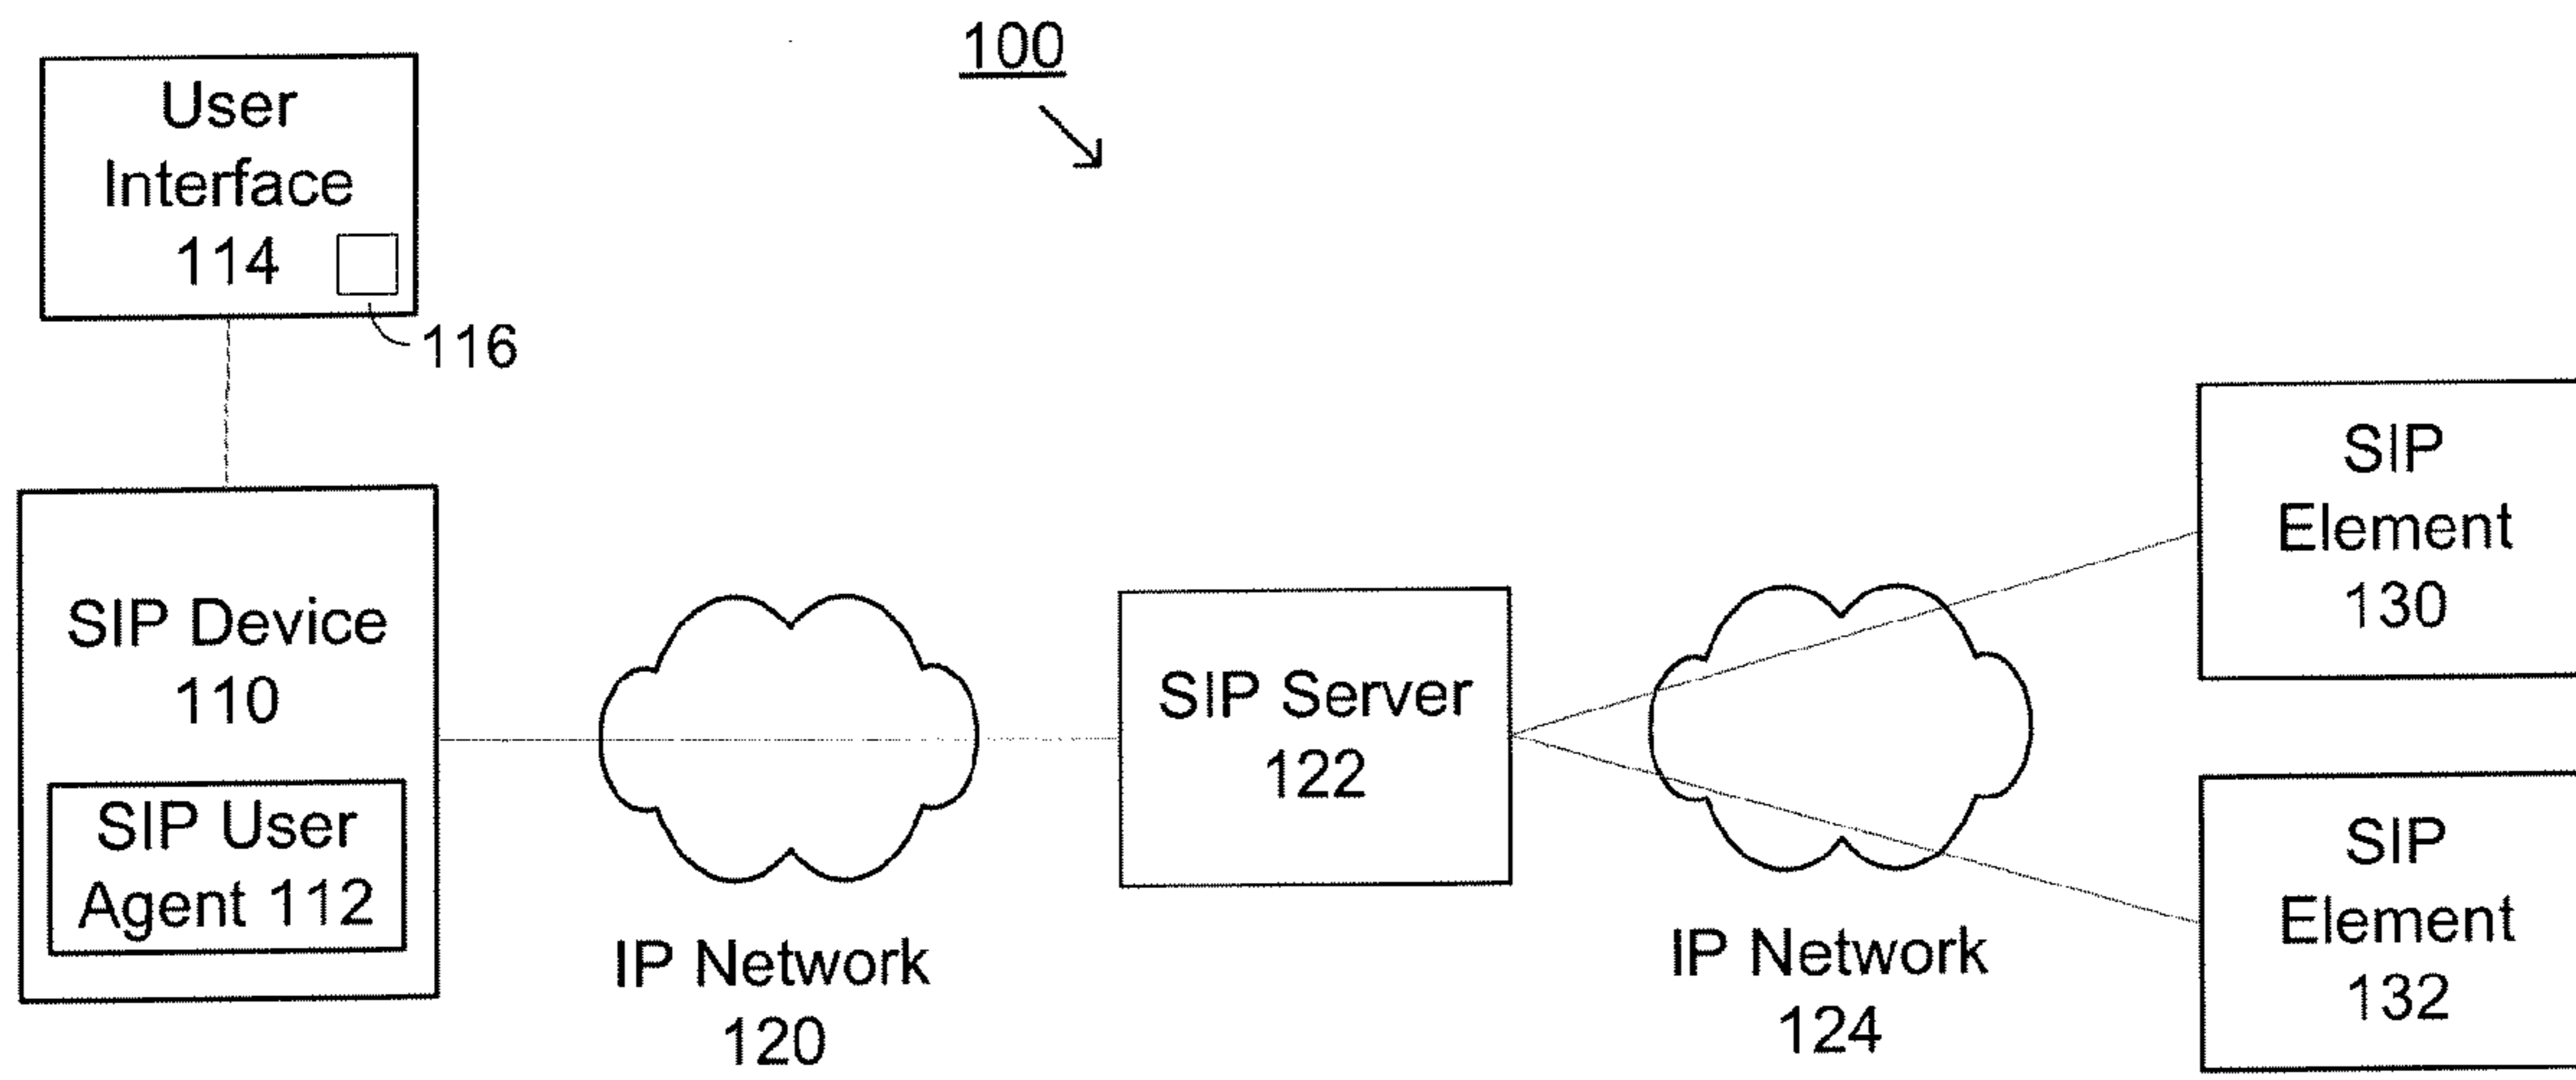 100
User
Interface
114
116
SIP Device
110
SIP User
Agent 112
IP Network
120
SIP Server
122
IP Network
124
SIP
Element
130
SIP
Element
132